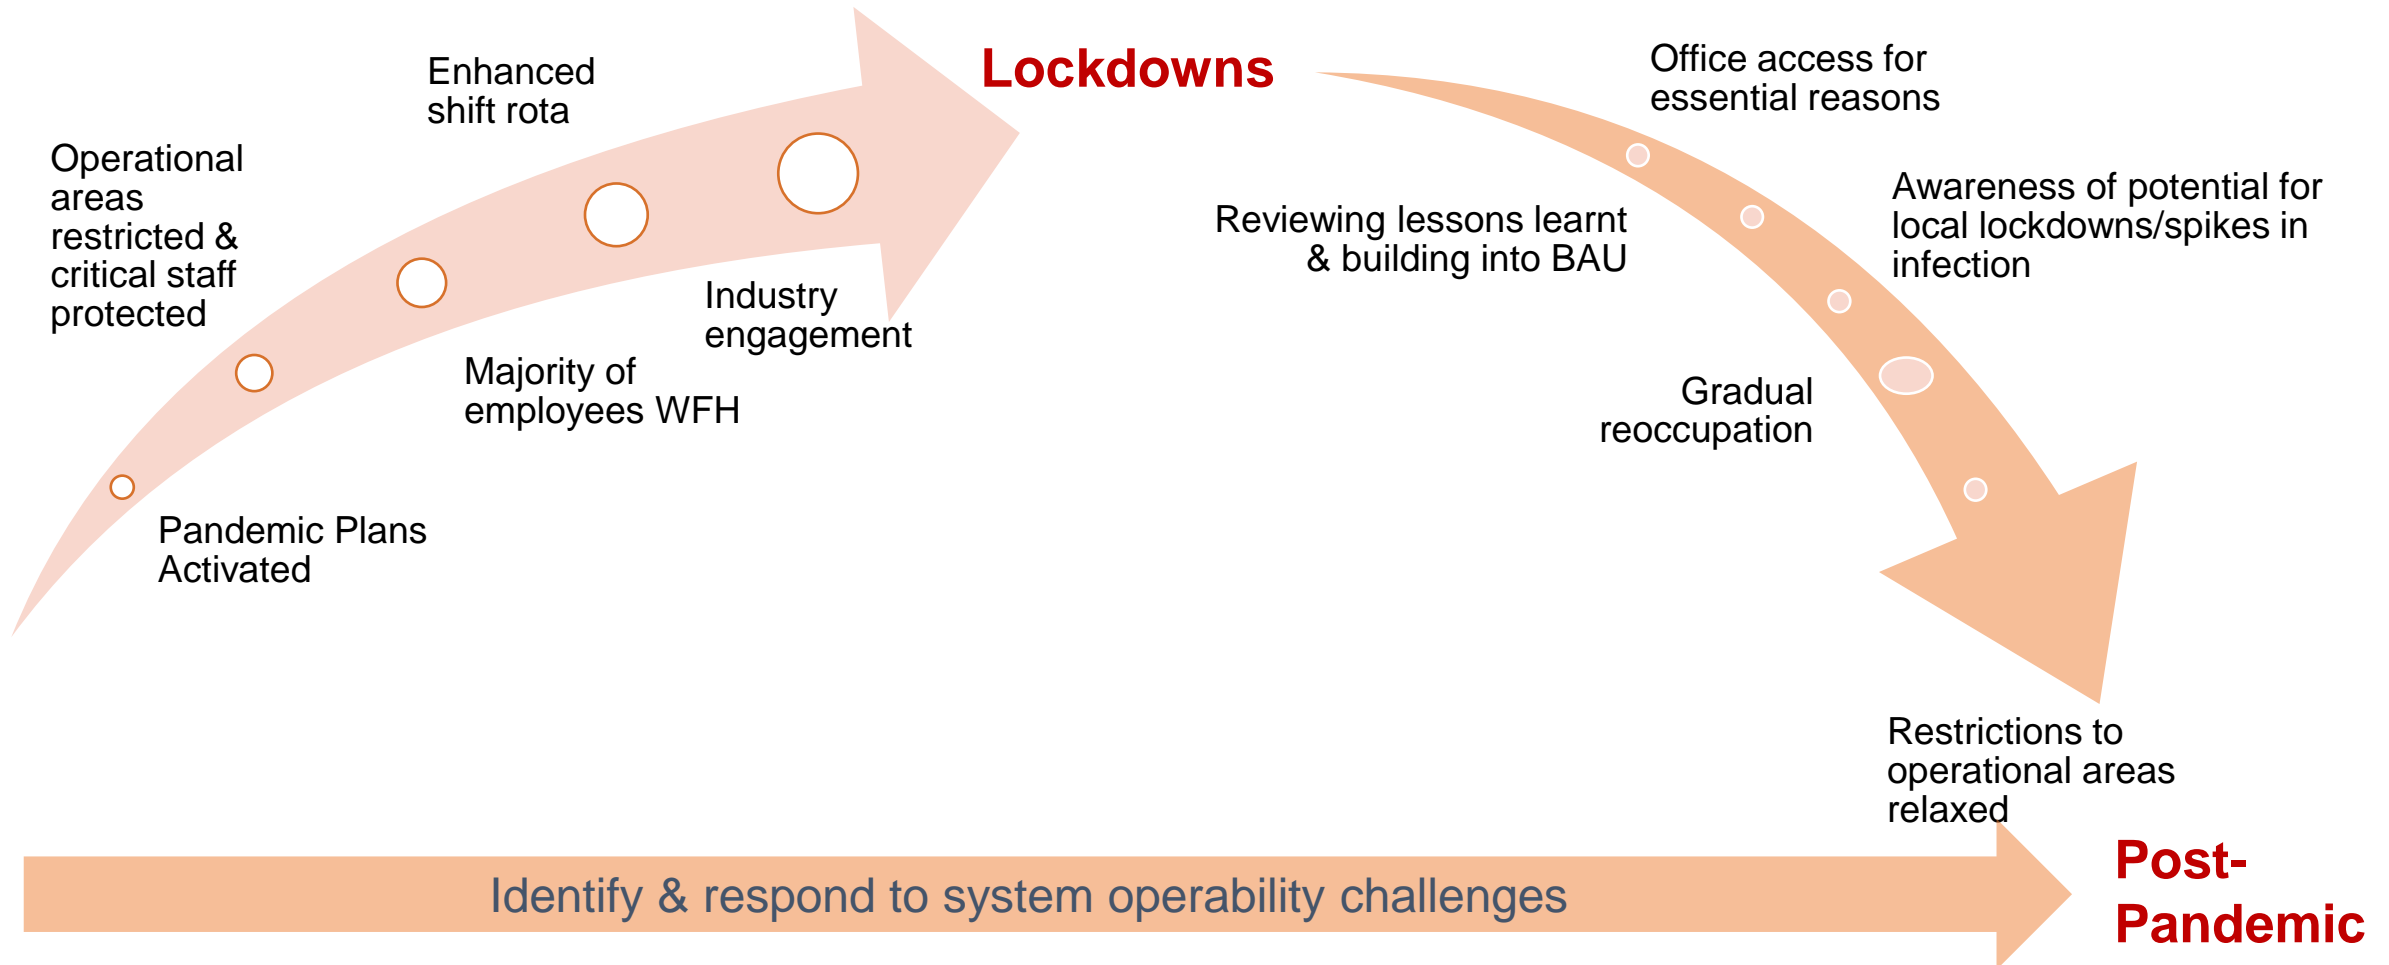 Pandemic Plans
Activated
Operational
areas
restricted &
critical staff
protected
Majority of
employees WFH
Enhanced
shift rota
Industry
engagement
Lockdowns
Office access for
essential reasons
Reviewing lessons learnt
& building into BAU
Awareness of potential for
local lockdowns/spikes in
infection
Gradual
reoccupation
Restrictions to
operational areas
relaxed
Identify & respond to system operability challenges
Post-
Pandemic